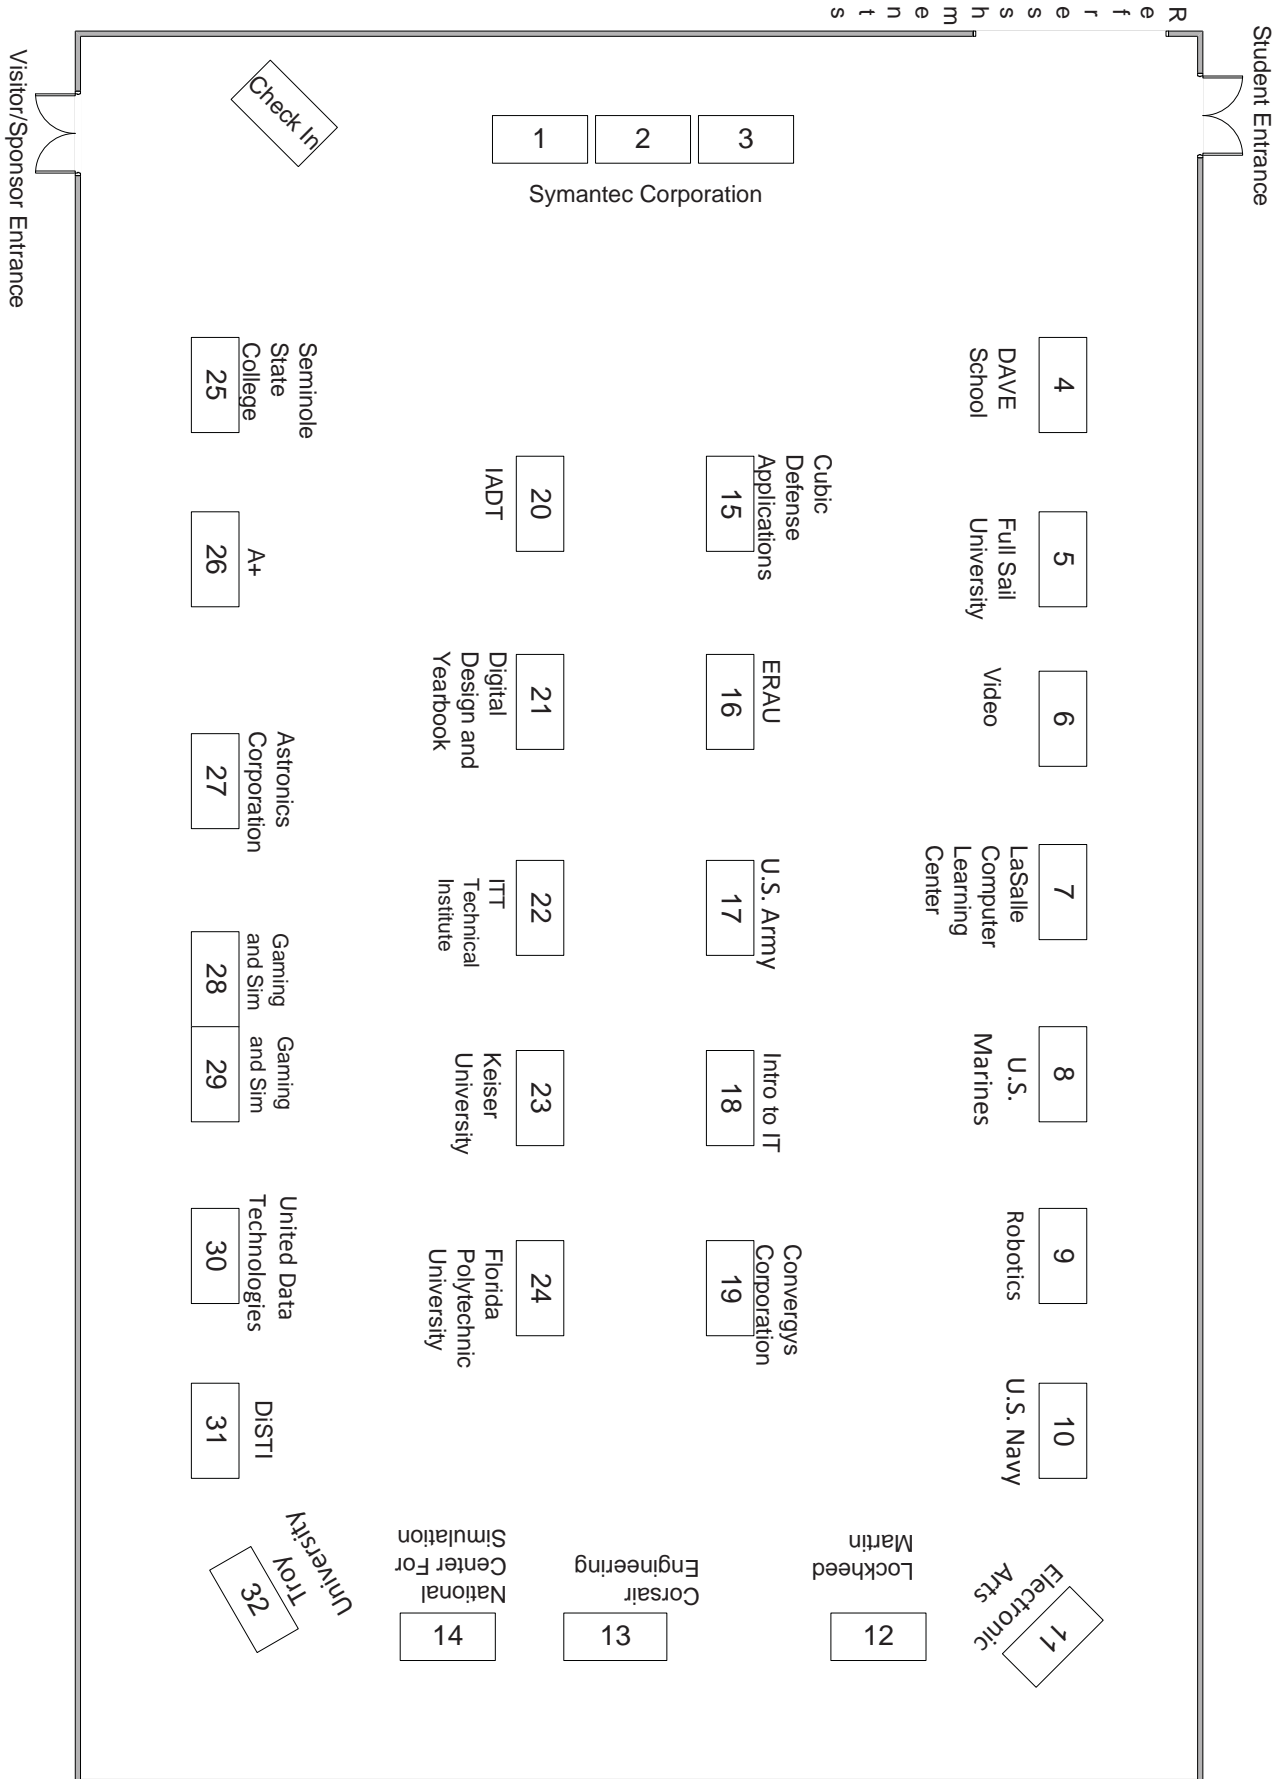 R e f r e s s h m e n t s
Student Entrance
Visitor/Sponsor Entrance
Check In
1
2
3
Symantec Corporation
4
DAVE
School
5
Full Sail
University
6
Video
7
LaSalle
Computer
Learning
Center
8
U.S.
Marines
9
Robotics
10
U.S. Navy
11
Electronic
Arts
12
Lockheed
Martin
13
Corsair
Engineering
14
National
Center For
Simulation
15
Cubic
Defense
Applications
16
ERAU
17
U.S. Army
18
Intro to IT
19
Convergys
Corporation
20
IADT
21
Digital
Design and
Yearbook
22
ITT
Technical
Institute
23
Keiser
University
24
Florida
Polytechnic
University
25
Seminole
State
College
26
A+
27
Astronics
Corporation
28
Gaming
and Sim
29
Gaming
and Sim
30
United Data
Technologies
31
DiSTI
32
Troy
University